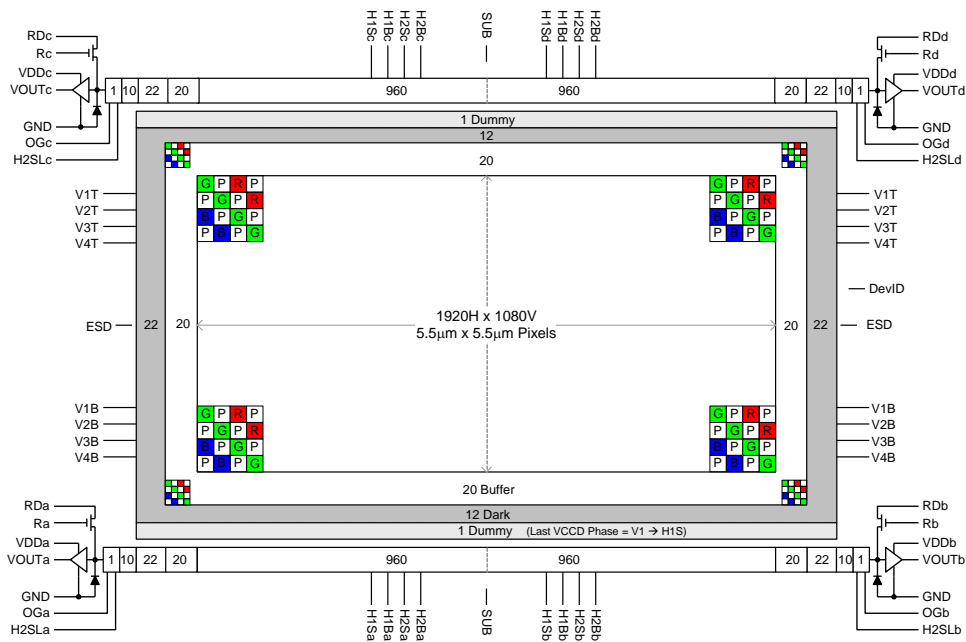 H1Sc
H1Bc
H2Sc
H2Bc
SUB
H1Sd
H1Bd
H2Sd
H2Bd
RDc
Rc
VDDc
VOUTc
GND
OGc
H2SLc
1 10 22 20 960 960 20 22 10 1
RDd
Rd
VDDd
VOUTd
GND
OGd
H2SLd
1 Dummy
12
20
G P R P
P G P R
B P G P
P B P G
G P R P
P G P R
B P G P
P B P G
V1T
V2T
V3T
V4T
V1T
V2T
V3T
V4T
DevID
ESD
22
20
1920H x 1080V
5.5μm x 5.5μm Pixels
20
22
ESD
V1B
V2B
V3B
V4B
G P R P
P G P R
B P G P
P B P G
G P R P
P G P R
B P G P
P B P G
V1B
V2B
V3B
V4B
20 Buffer
12 Dark
1 Dummy (Last VCCD Phase = V1 → H1S)
RDa
Ra
VDDa
VOUTa
GND
OGa
H2SLa
1 10 22 20 960 960 20 22 10 1
RDb
Rb
VDDb
VOUTb
GND
OGb
H2SLb
H1Sa
H1Ba
H2Sa
H2Ba
SUB
H1Sb
H1Bb
H2Sb
H2Bb